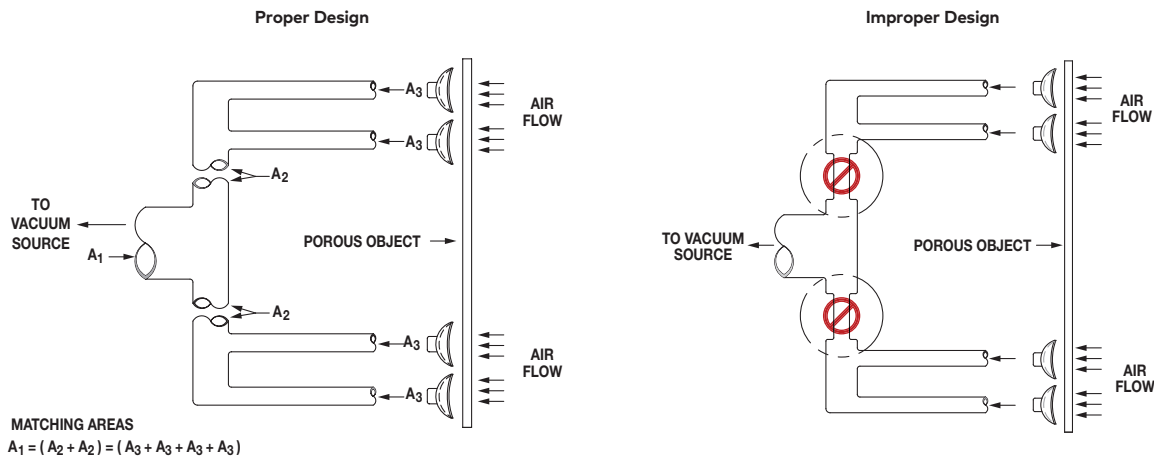 Proper Design
A3
A3
AIR
FLOW
A2
TO
VACUUM
SOURCE
A1
POROUS OBJECT
A2
A3
A3
AIR
FLOW
MATCHING AREAS
A1 = ( A2 + A2 ) = ( A3 + A3 + A3 + A3 )
Improper Design
AIR
FLOW
TO VACUUM
SOURCE
POROUS OBJECT
AIR
FLOW